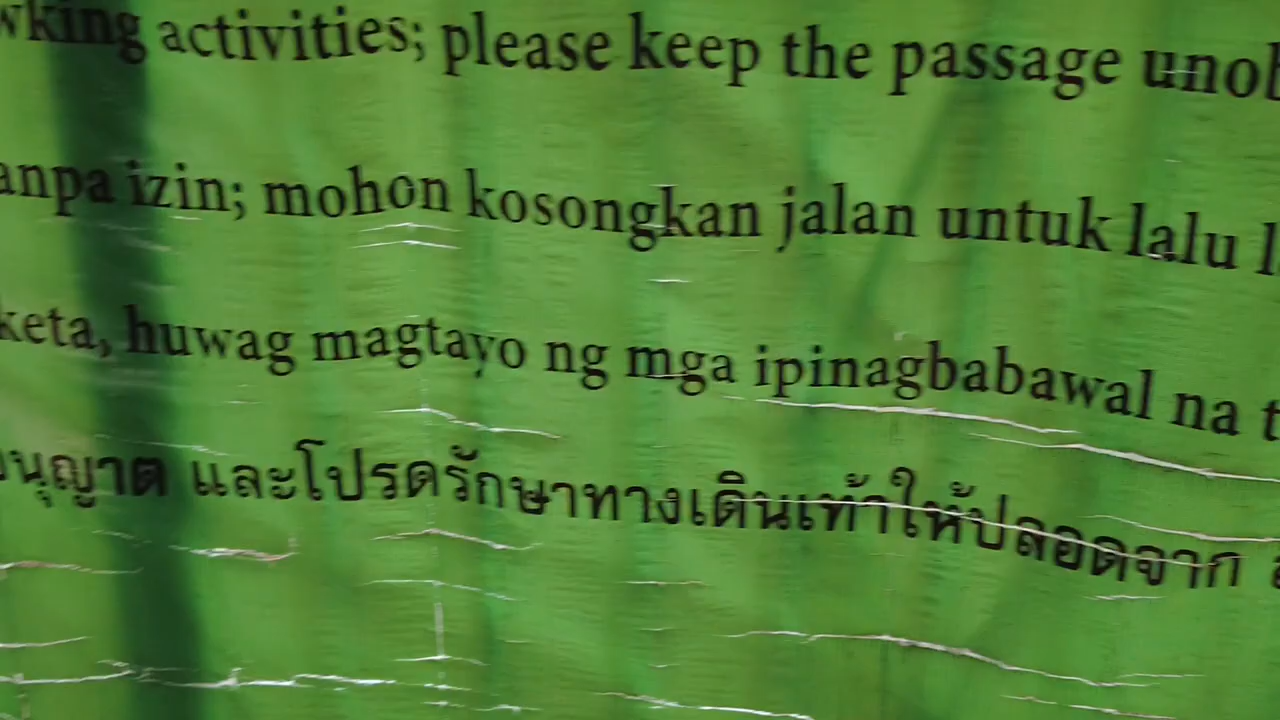 activities; please keep the passage
izin; mohon kosongkan jalan untuk lalu
huwag magtayo ng mga ipinagbabawal na
และโปรดรักษาทางเดินเท้าให้ปลอดจาก